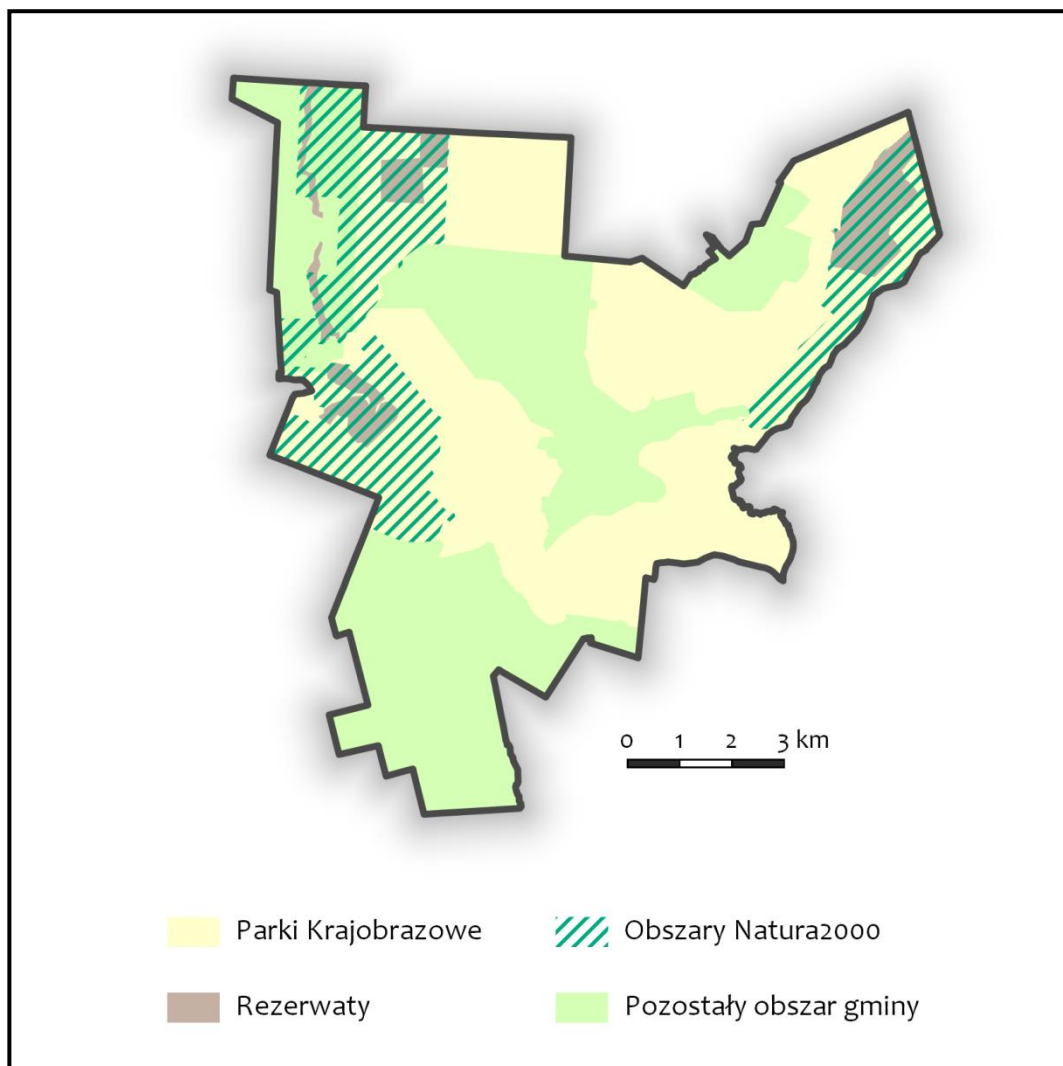 0 1 2 3 km
Parki Krajobrazowe
Obszary Natura2000
Rezerwaty
Pozostały obszar gminy